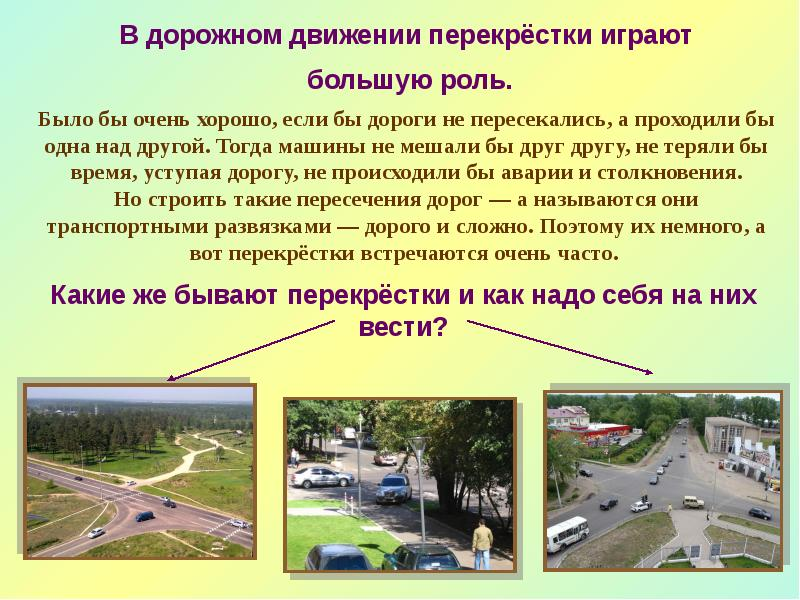 В дорожном движении перекрёстки играют
большую роль.
Было бы очень хорошо, если бы дороги не пересекались, а проходили бы
одна над другой. Тогда машины не мешали бы друг другу, не теряли бы
время, уступая дорогу, не происходили бы аварии и столкновения.
Но строить такие пересечения дорог — а называются они
транспортными развязками — дорого и сложно. Поэтому их немного, а
вот перекрёстки встречаются очень часто.
Какие же бывают перекрёстки и как надо себя на них
вести?